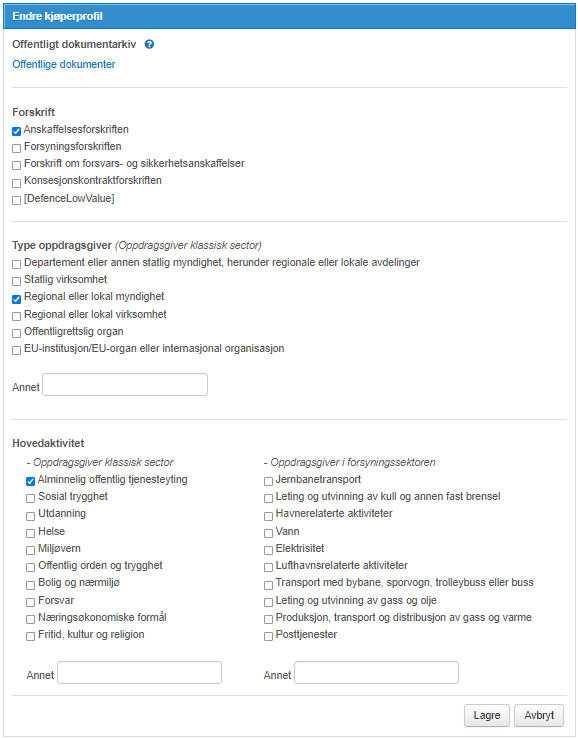 Endre kjøperprofil
Offentligt dokumentarkiv ?
Offentlige dokumenter
Forskrift
Anskaffelsesforskriften
Forsyningsforskriften
Forskrift om forsvars- og sikkerhetsanskaffelser
Konsesjonskontraktforskriften
[DefenceLowValue]
Type oppdragsgiver (Oppdragsgiver klassisk sector)
Departement eller annen statlig myndighet, herunder regionale eller lokale avdelinger
Statlig virksomhet
Regional eller lokal myndighet
Regional eller lokal virksomhet
Offentligrettslig organ
EU-institusjon/EU-organ eller internasjonal organisasjon
Annet
Hovedaktivitet
- Oppdragsgiver klassisk sector
Alminnelig offentlig tjenesteyting
Sosial trygghet
Utdanning
Helse
Miljøvern
Offentlig orden og trygghet
Bolig og nærmiljø
Forsvar
Næringsøkonomiske formål
Fritid, kultur og religion
Annet
- Oppdragsgiver i forsyningssektoren
Jernbanetransport
Leting og utvinning av kull og annen fast brensel
Havnerelaterte aktiviteter
Vann
Elektrisitet
Lufthavnsrelaterte aktiviteter
Transport med bybane, sporvogn, trolleybuss eller buss
Leting og utvinning av gass og olje
Produksjon, transport og distribusjon av gass og varme
Posttjenester
Annet
Lagre
Avbryt